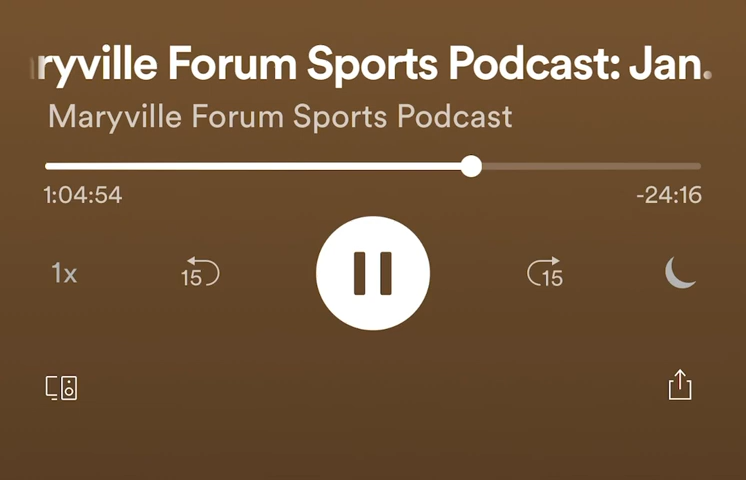 ryville Forum Sports Podcast: Jan.
Maryville Forum Sports Podcast
1:04:54 -24:16
1x 15 15